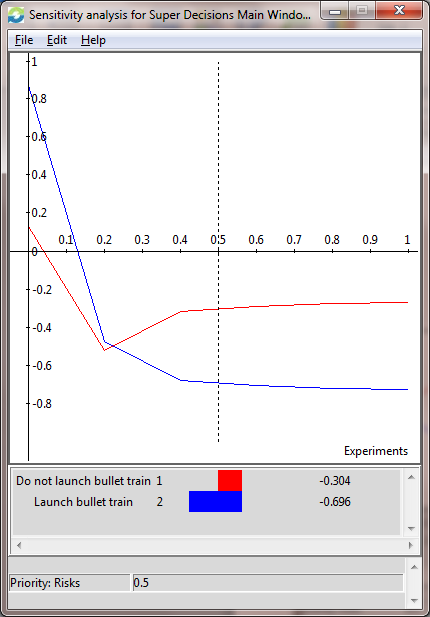 Sensitivity analysis for Super Decisions Main Windo...
File Edit Help
1
0.8
0.6
0.4
0.2
0.1 0.2 0.3 0.4 0.5 0.6 0.7 0.8 0.9 1
0
-0.2
-0.4
-0.6
-0.8
Experiments
Do not launch bullet train 1 -0.304
Launch bullet train 2 -0.696
Priority: Risks 0.5